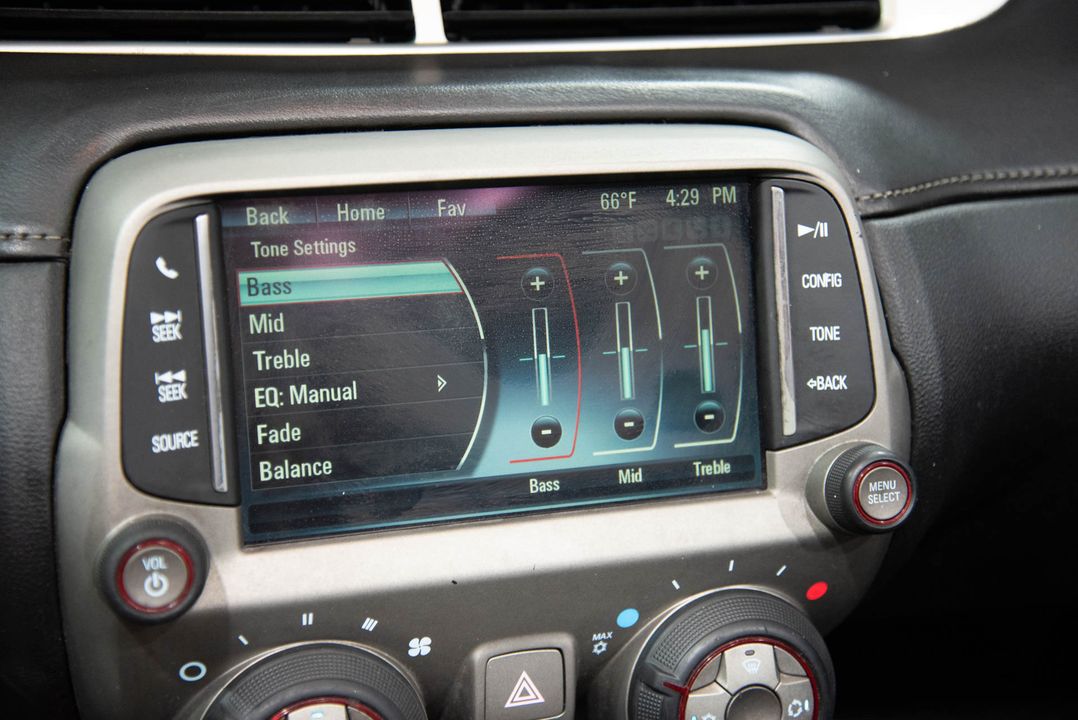 Back Home Fav 66°F 4:29 PM
Tone Settings
Bass
Mid
Treble
EQ: Manual
Fade
Balance
+ + +
- - -
Bass Mid Treble
SEEK
SEEK
SOURCE
CONFIG
TONE
BACK
VOL
MENU
SELECT
MAX